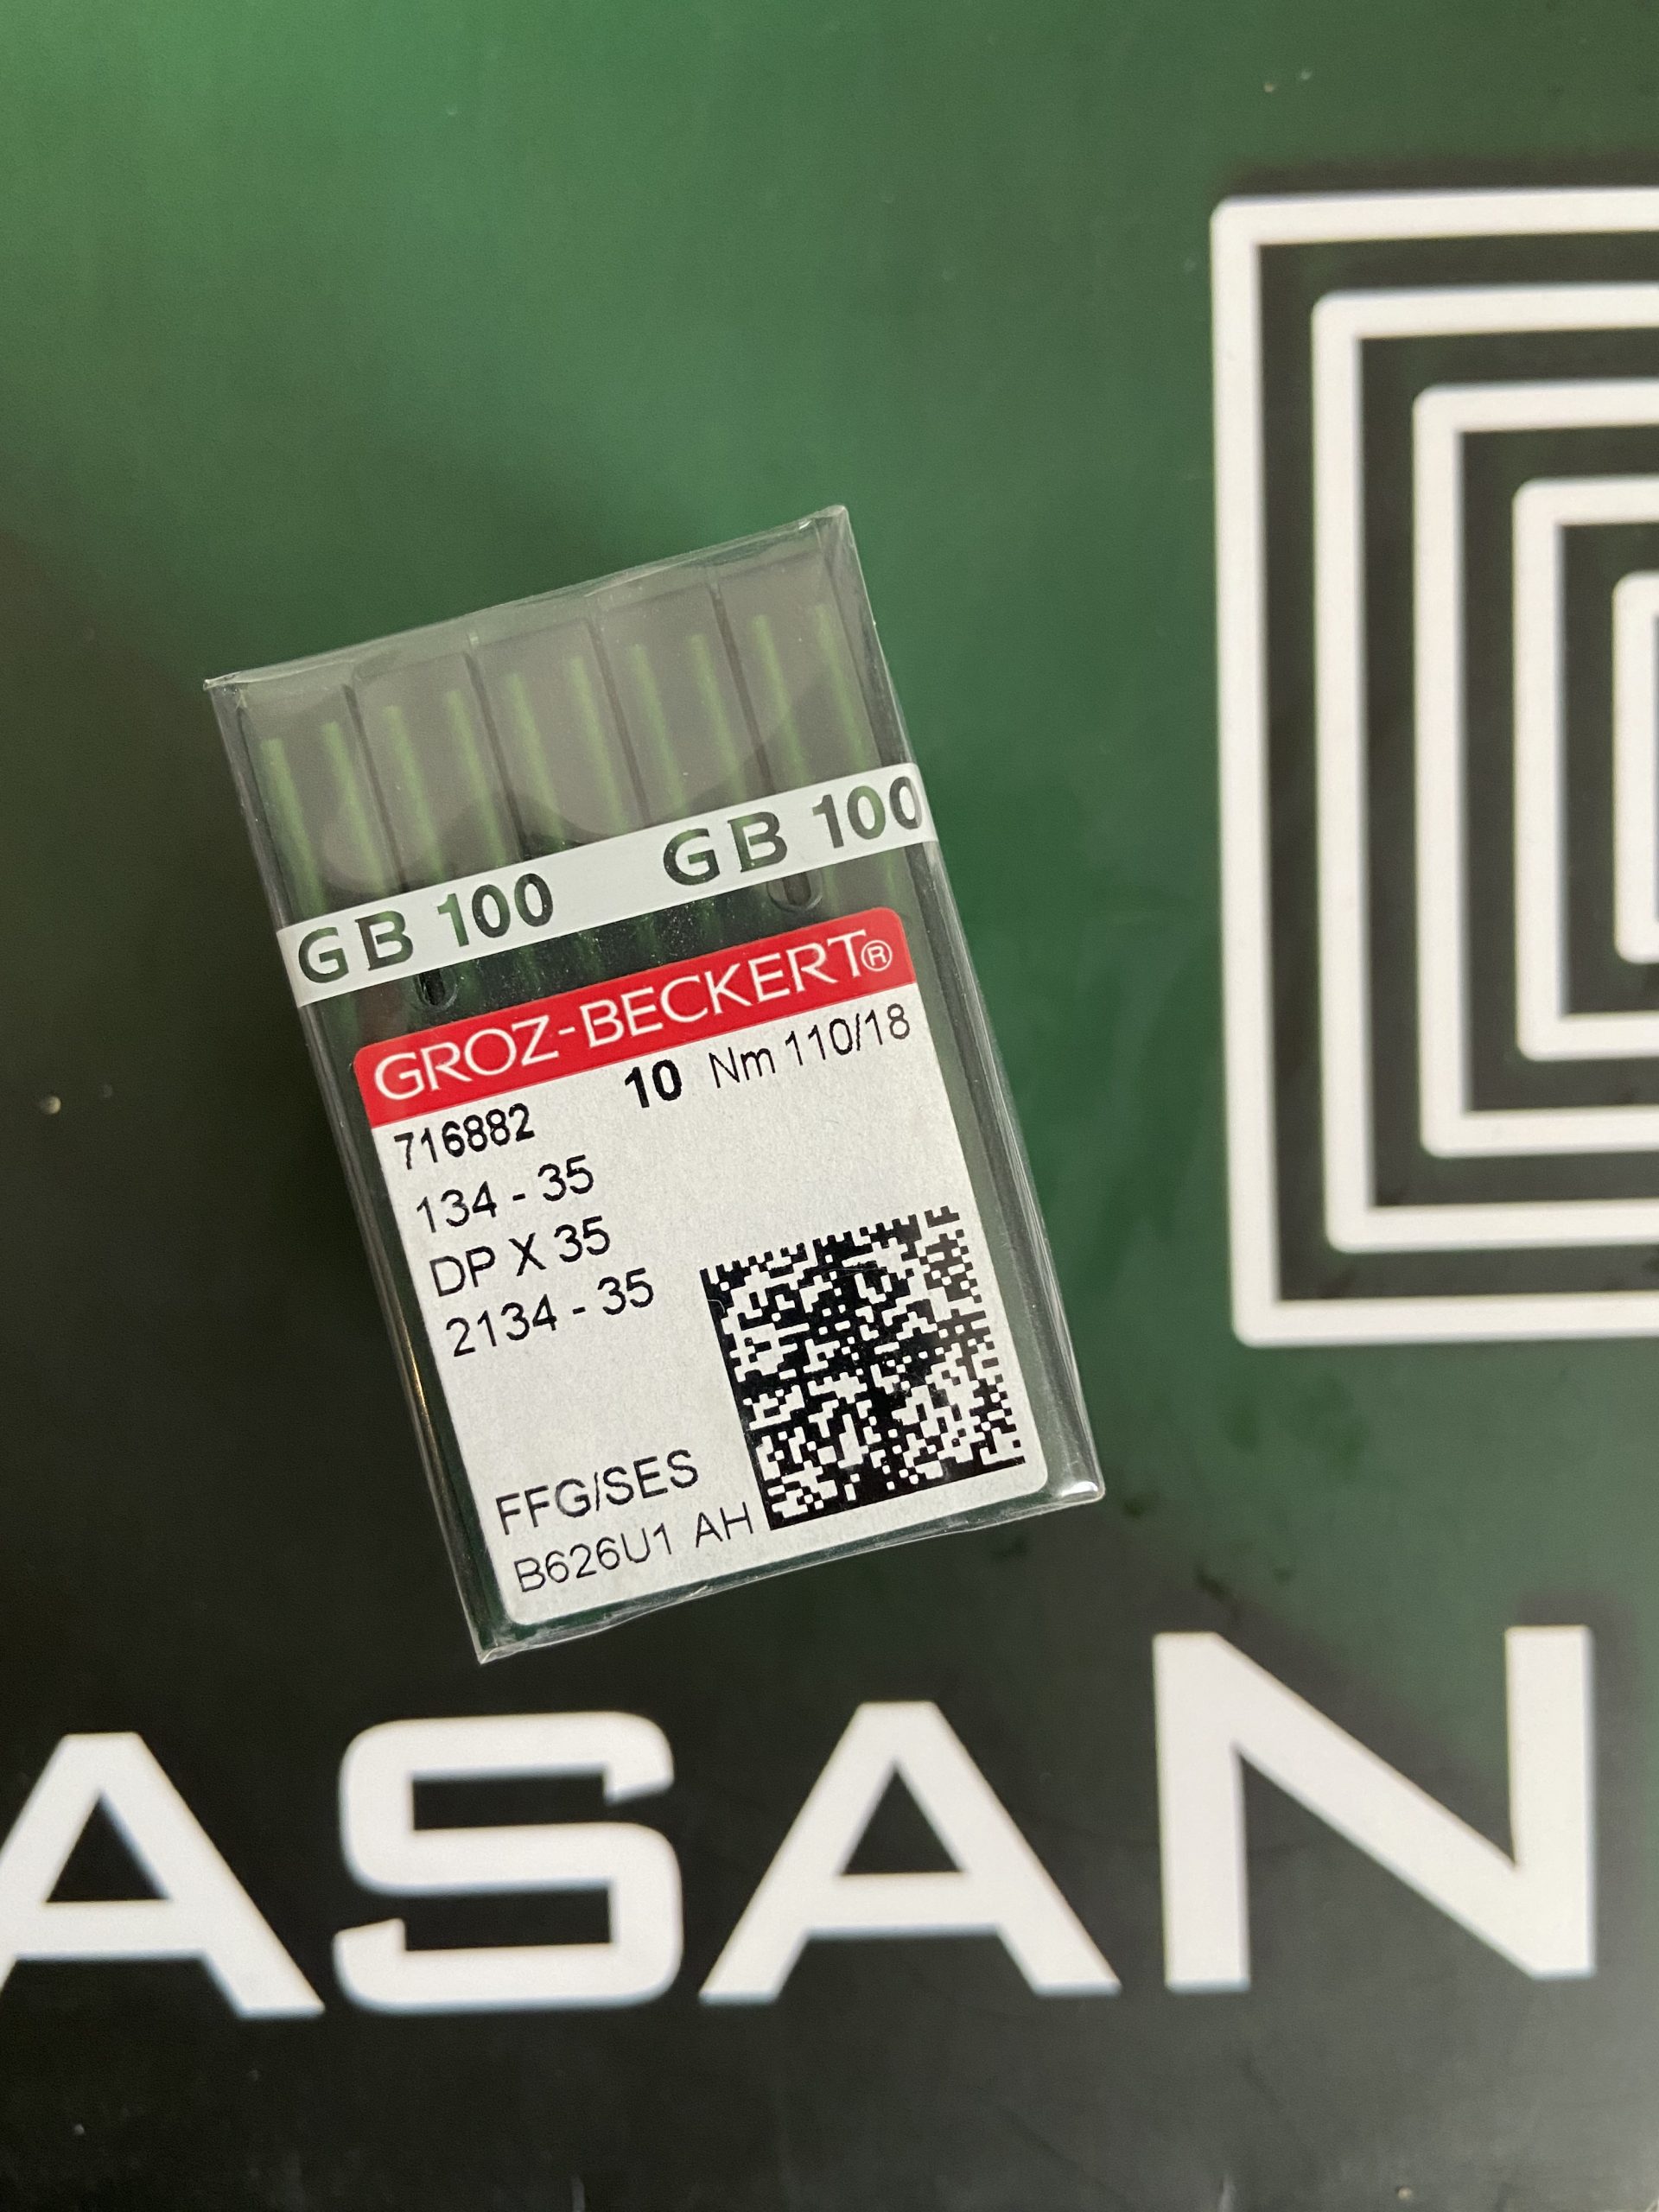 GB 100 GB 100
GROZ-BECKERT®
10 Nm 110/18
716882
134 - 35
DP X 35
2134 - 35
FFG/SES
B626U1 AH
ASAN